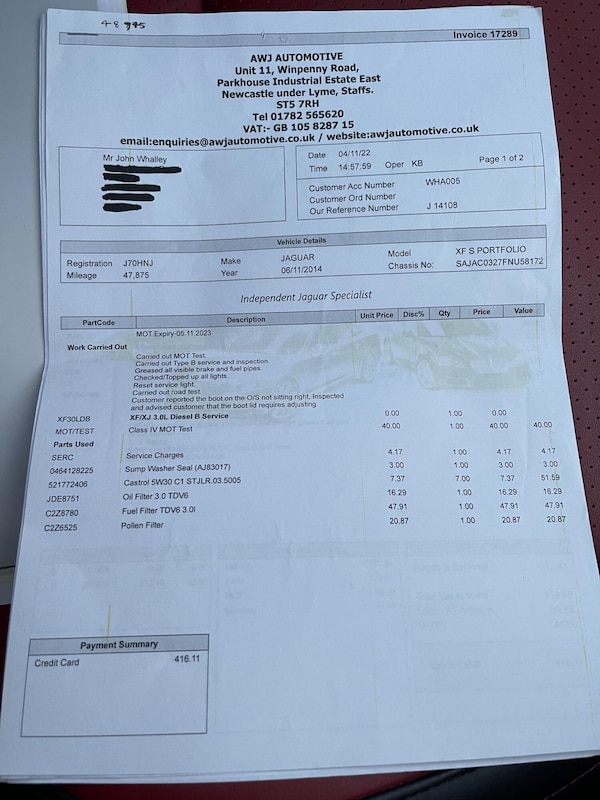 48 995
Invoice 17289
AWJ AUTOMOTIVE
Unit 11, Winpenny Road,
Parkhouse Industrial Estate East
Newcastle under Lyme, Staffs.
ST5 7RH
Tel 01782 565620
VAT:- GB 105 8287 15
email:enquiries@awjautomotive.co.uk / website:awjautomotive.co.uk
Mr John Whalley
Date 04/11/22
Time 14:57:59 Oper KB Page 1 of 2
Customer Acc Number WHA005
Customer Ord Number
Our Reference Number J 14108
Vehicle Details
Registration J70HNJ Make JAGUAR Model XF S PORTFOLIO
Mileage 47,875 Year 06/11/2014 Chassis No: SAJAC0327FNU58172
Independent Jaguar Specialist
PartCode Description Unit Price Disc% Qty Price Value
MOT Expiry-05.11.2023
Work Carried Out
Carried out MOT Test.
Carried out Type B service and inspection.
Greased all visible brake and fuel pipes.
Checked/Topped up all lights.
Reset service light.
Carried out road test.
Customer reported the boot on the O/S not sitting right, Inspected
and advised customer that the boot lid requires adjusting.
XF30LDB XF/XJ 3.0L Diesel B Service 0.00 1.00 0.00
MOT/TEST Class IV MOT Test 40.00 1.00 40.00 40.00
Parts Used
SERC Service Charges 4.17 1.00 4.17 4.17
0464128225 Sump Washer Seal (AJ83017) 3.00 1.00 3.00 3.00
521772406 Castrol 5W30 C1 STJLR.03.5005 7.37 7.00 7.37 51.59
JDE8751 Oil Filter 3.0 TDV6 16.29 1.00 16.29 16.29
C2Z8780 Fuel Filter TDV6 3.0l 47.91 1.00 47.91 47.91
C2Z6525 Pollen Filter 20.87 1.00 20.87 20.87
Payment Summary
Credit Card 416.11